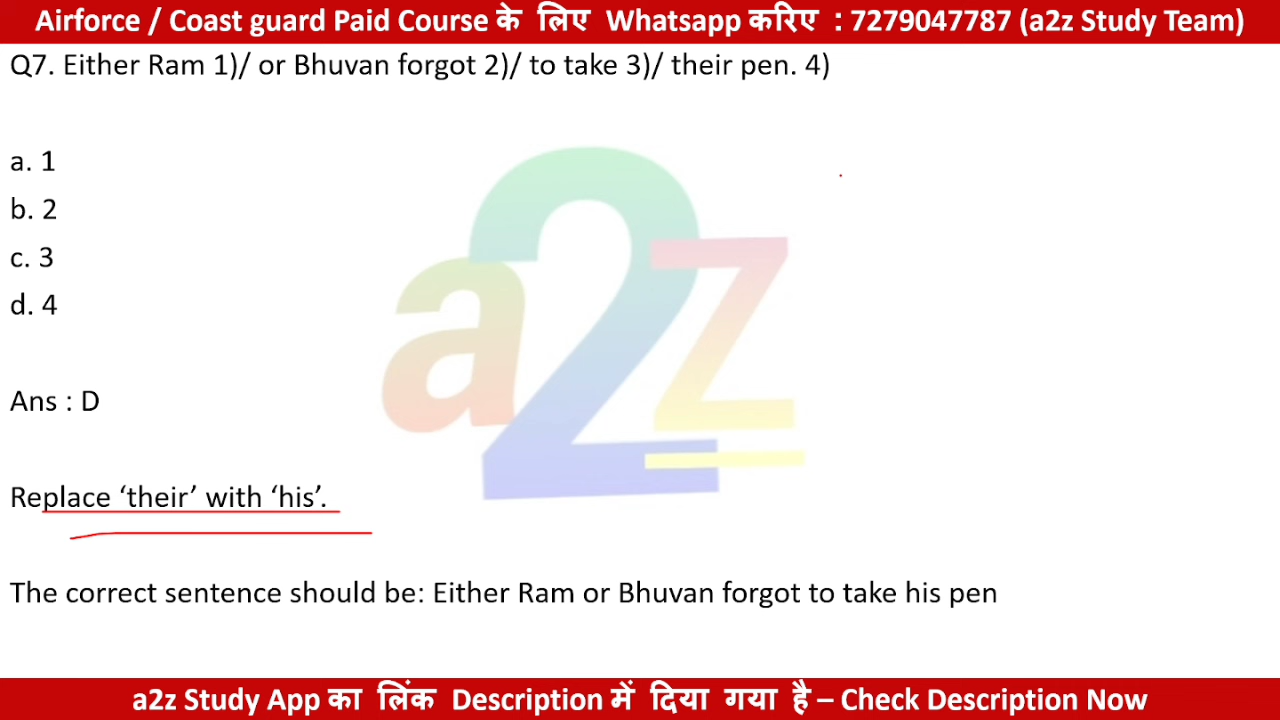 Airforce / Coast guard Paid Course के लिए Whatsapp करिए : 7279047787 (a2z Study Team)
Q7. Either Ram 1)/ or Bhuvan forgot 2)/ to take 3)/ their pen. 4)
a. 1
b. 2
c. 3
d. 4
a2z
Ans : D
Replace ‘their’ with ‘his’.
The correct sentence should be: Either Ram or Bhuvan forgot to take his pen
a2z Study App का लिंक Description में दिया गया है – Check Description Now